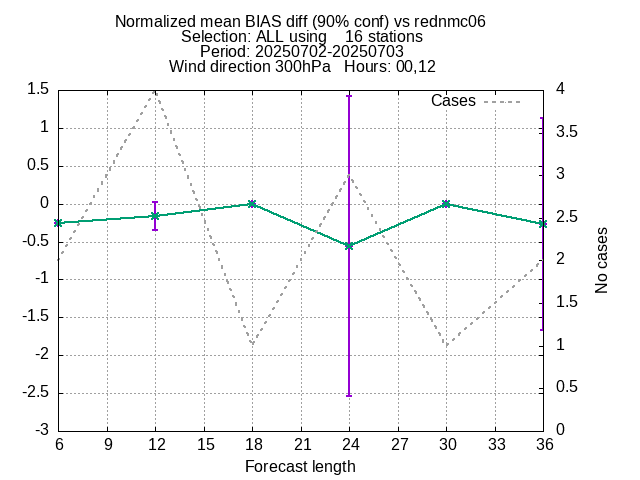 Normalized mean BIAS diff (90% conf) vs rednmc06
Selection: ALL using    16 stations
Period: 20250702-20250703
Wind direction 300hPa   Hours: 00,12
Cases
1.5
1
0.5
0
-0.5
-1
-1.5
-2
-2.5
-3
4
3.5
3
2.5
2
1.5
1
0.5
0
No cases
6 9 12 15 18 21 24 27 30 33 36
Forecast length